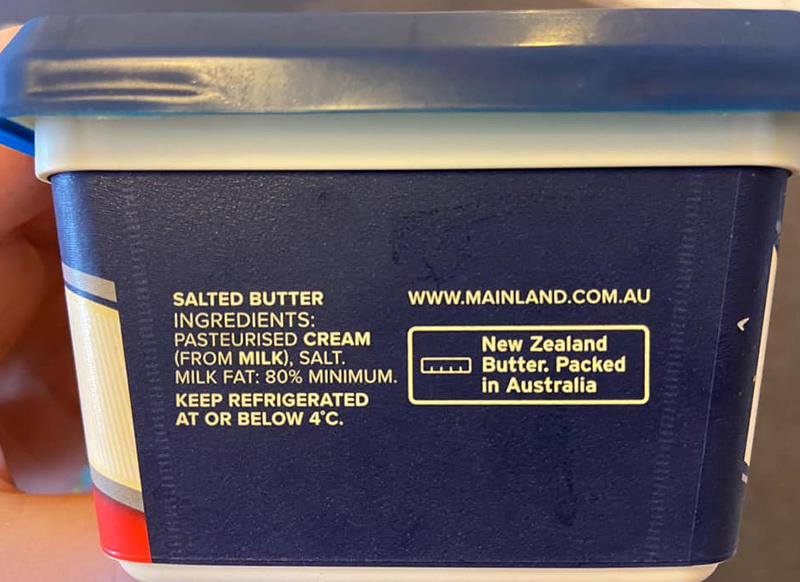 SALTED BUTTER
INGREDIENTS:
PASTEURISED CREAM
(FROM MILK), SALT.
MILK FAT: 80% MINIMUM.
KEEP REFRIGERATED
AT OR BELOW 4°C.
WWW.MAINLAND.COM.AU
New Zealand
Butter. Packed
in Australia